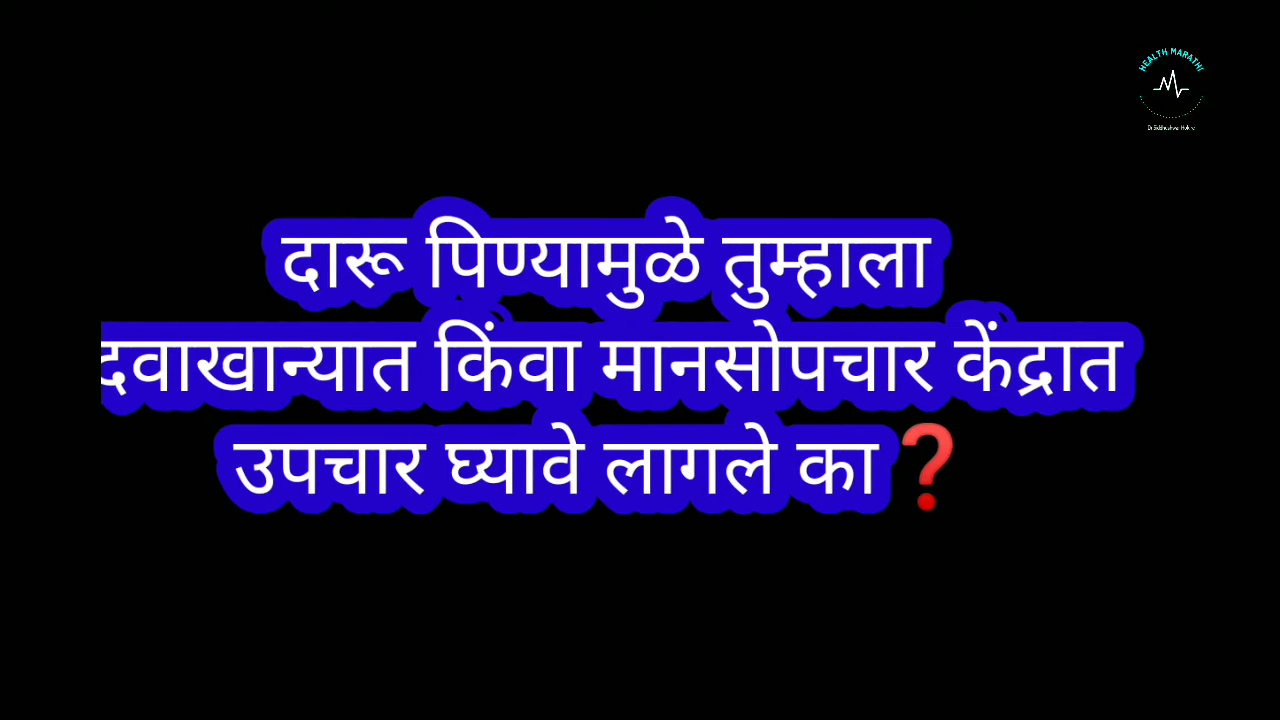 HEALTH MARATHI
दारू पिण्यामुळे तुम्हाला
दवाखान्यात किंवा मानसोपचार केंद्रात
उपचार घ्यावे लागले का❓